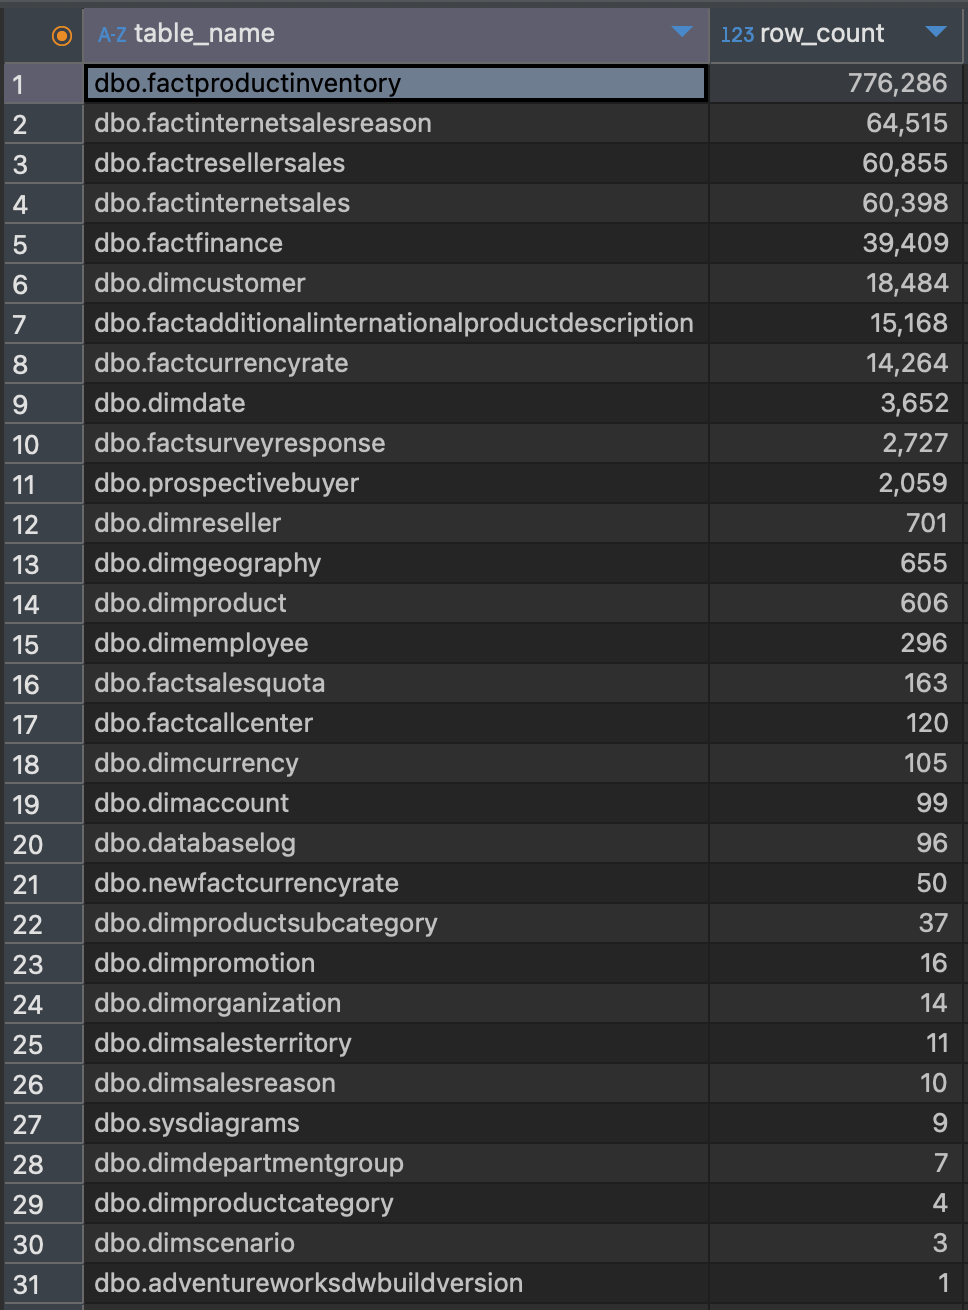 A-Z table_name 123 row_count
1 dbo.factproductinventory 776,286
2 dbo.factinternetsalesreason 64,515
3 dbo.factresellersales 60,855
4 dbo.factinternetsales 60,398
5 dbo.factfinance 39,409
6 dbo.dimcustomer 18,484
7 dbo.factadditionalinternationalproductdescription 15,168
8 dbo.factcurrencyrate 14,264
9 dbo.dimdate 3,652
10 dbo.factsurveyresponse 2,727
11 dbo.prospectivebuyer 2,059
12 dbo.dimreseller 701
13 dbo.dimgeography 655
14 dbo.dimproduct 606
15 dbo.dimemployee 296
16 dbo.factsalesquota 163
17 dbo.factcallcenter 120
18 dbo.dimcurrency 105
19 dbo.dimaccount 99
20 dbo.databaselog 96
21 dbo.newfactcurrencyrate 50
22 dbo.dimproductsubcategory 37
23 dbo.dimpromotion 16
24 dbo.dimorganization 14
25 dbo.dimsalesterritory 11
26 dbo.dimsalesreason 10
27 dbo.sysdiagrams 9
28 dbo.dimdepartmentgroup 7
29 dbo.dimproductcategory 4
30 dbo.dimscenario 3
31 dbo.adventureworksdwbuildversion 1